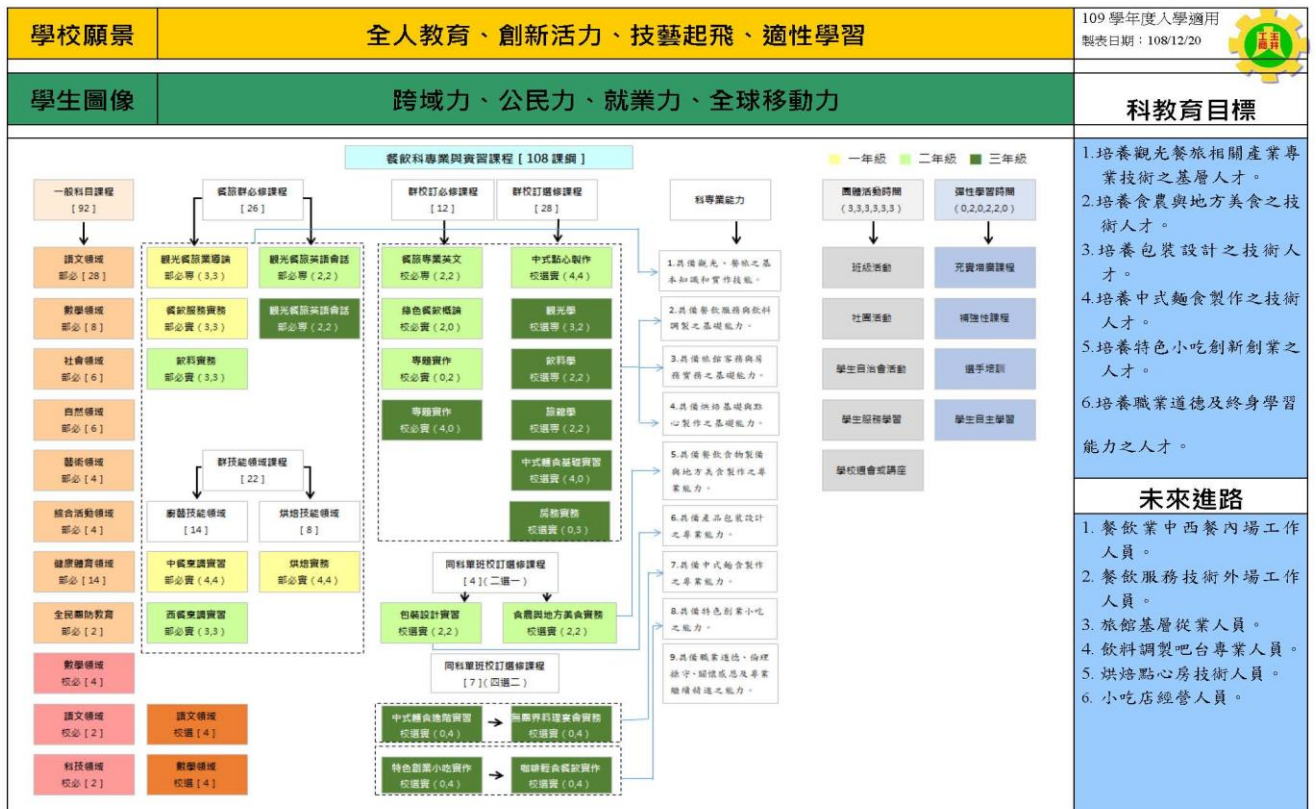 學校願景
全人教育、創新活力、技藝起飛、適性學習
109 學年度入學適用
製表日期：108/12/20
學生圖像
跨域力、公民力、就業力、全球移動力
科教育目標
餐飲科專業與實習課程 [ 108 課綱 ]
一年級
二年級
三年級
一般科目課程
[ 92 ]
語文領域
部必 [ 28 ]
數學領域
部必 [ 8 ]
社會領域
部必 [ 6 ]
自然領域
部必 [ 6 ]
藝術領域
部必 [ 4 ]
綜合活動領域
部必 [ 4 ]
健康體育領域
部必 [ 14 ]
全民國防教育
部必 [ 2 ]
數學領域
校必 [ 4 ]
語文領域
校必 [ 2 ]
科技領域
校必 [ 2 ]
餐旅群必修課程
[ 26 ]
觀光餐旅業導論
部必專 (3,3)
餐飲服務實務
部必實 (3,3)
飲料實務
部必實 (3,3)
觀光餐旅英語會話
部必專 (2,2)
觀光餐旅英語會話
部必專 (2,2)
群技能領域課程
[ 22 ]
廚藝技能領域
[ 14 ]
中餐烹調實習
部必實 (4,4)
西餐烹調實習
部必實 (3,3)
烘焙技能領域
[ 8 ]
烘焙實務
部必實 (4,4)
語文領域
校選 [ 4 ]
數學領域
校選 [ 4 ]
群校訂必修課程
[ 12 ]
餐旅專業英文
校必專 (2,2)
綠色餐飲概論
校必實 (2,0)
專題實作
校必實 (0,2)
專題實作
校必實 (4,0)
群校訂選修課程
[ 28 ]
中式點心製作
校選實 (4,4)
觀光學
校選專 (3,2)
飲料學
校選專 (2,2)
旅館學
校選專 (2,2)
中式麵食基礎實習
校選實 (4,0)
房務實務
校選實 (0,3)
同科單班校訂選修課程
[ 4 ] (二選一)
包裝設計實習
校選實 (2,2)
食農與地方美食實務
校選實 (2,2)
同科單班校訂選修課程
[ 7 ] (四選二)
中式麵食進階實習
校選實 (0,4)
無國界料理宴會實務
校選實 (0,4)
特色創業小吃實作
校選實 (0,4)
咖啡輕食餐飲實作
校選實 (0,4)
科專業能力
1.具備觀光、餐旅之基
本知識和實作技能。
2.具備餐飲服務與飲料
調製之基礎能力。
3.具備旅館客務與房
務實務之基礎能力。
4.具備烘焙基礎與點
心製作之基礎能力。
5.具備餐飲食物製備
與地方美食製作之專
業能力。
6.具備產品包裝設計
之專業能力。
7.具備中式麵食製作
之專業能力。
8.具備特色創業小吃
之能力。
9.具備職業道德、倫理
操守、關懷感恩及專業
繼續精進之能力。
團體活動時間
(3,3,3,3,3,3)
班級活動
社團活動
學生自治會活動
學生服務學習
學校週會或講座
彈性學習時間
(0,2,0,2,2,0)
充實增廣課程
補強性課程
選手培訓
學生自主學習
1.培養觀光餐旅相關產業專
業技術之基層人才。
2.培養食農與地方美食之技
術人才。
3.培養包裝設計之技術人
才。
4.培養中式麵食製作之技術
人才。
5.培養特色小吃創新創業之
人才。
6.培養職業道德及終身學習
能力之人才。
未來進路
1. 餐飲業中西餐內場工作
人員。
2. 餐飲服務技術外場工作
人員。
3. 旅館基層從業人員。
4. 飲料調製吧台專業人員。
5. 烘焙點心房技術人員。
6. 小吃店經營人員。